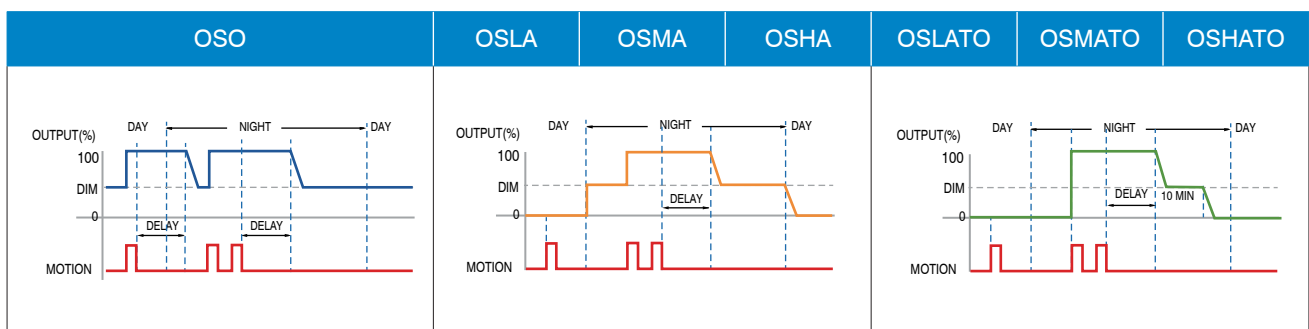 OSO OSLA OSMA OSHA OSLATO OSMATO OSHATO
DAY NIGHT DAY
OUTPUT(%)
100
DIM
0
DELAY DELAY
MOTION
DAY NIGHT DAY
OUTPUT(%)
100
DIM
DELAY
0
MOTION
DAY NIGHT DAY
OUTPUT(%)
100
DIM
DELAY 10 MIN
0
MOTION